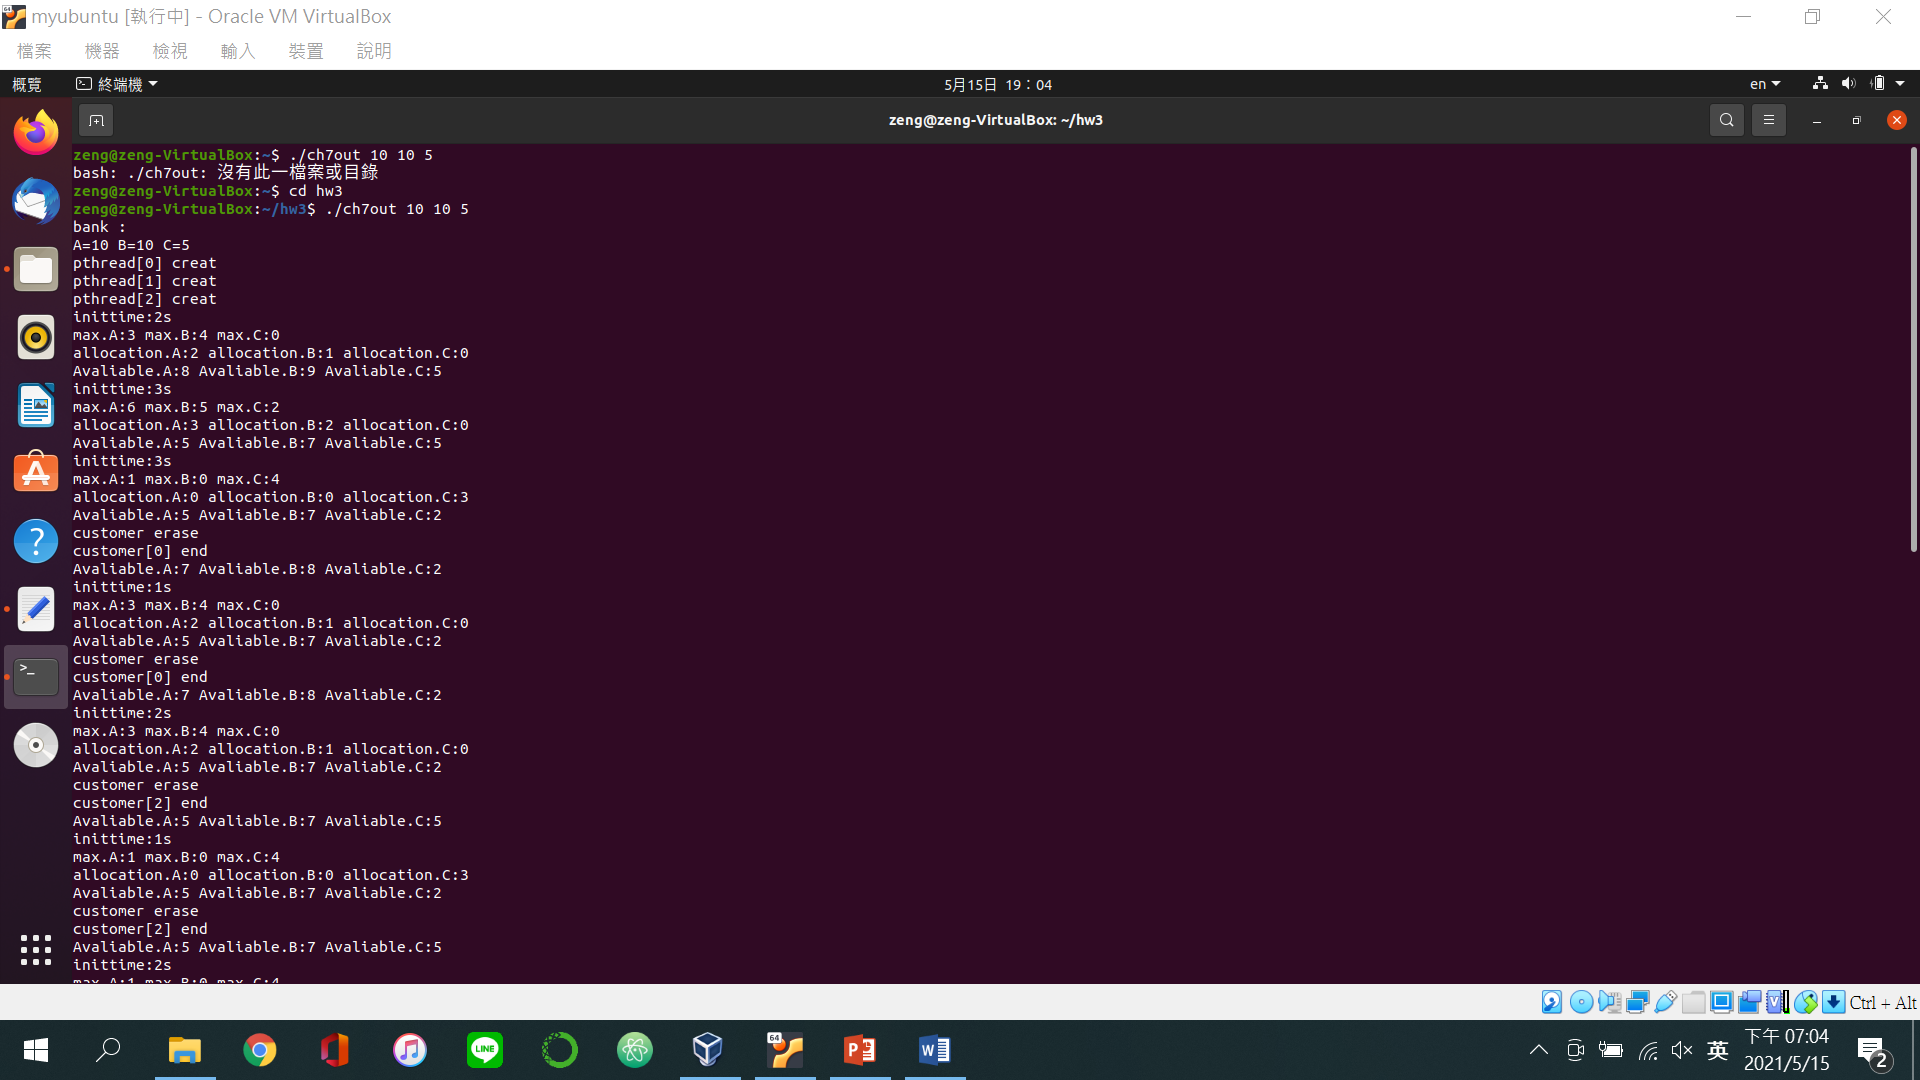 myubuntu [執行中] - Oracle VM VirtualBox
檔案 機器 檢視 輸入 裝置 說明
概覽 終端機 5月15日 19：04 en
zeng@zeng-VirtualBox: ~/hw3
zeng@zeng-VirtualBox:~$ ./ch7out 10 10 5
bash: ./ch7out: 沒有此一檔案或目錄
zeng@zeng-VirtualBox:~$ cd hw3
zeng@zeng-VirtualBox:~/hw3$ ./ch7out 10 10 5
bank :
A=10 B=10 C=5
pthread[0] creat
pthread[1] creat
pthread[2] creat
inittime:2s
max.A:3 max.B:4 max.C:0
allocation.A:2 allocation.B:1 allocation.C:0
Avaliable.A:8 Avaliable.B:9 Avaliable.C:5
inittime:3s
max.A:6 max.B:5 max.C:2
allocation.A:3 allocation.B:2 allocation.C:0
Avaliable.A:5 Avaliable.B:7 Avaliable.C:5
inittime:3s
max.A:1 max.B:0 max.C:4
allocation.A:0 allocation.B:0 allocation.C:3
Avaliable.A:5 Avaliable.B:7 Avaliable.C:2
customer erase
customer[0] end
Avaliable.A:7 Avaliable.B:8 Avaliable.C:2
inittime:1s
max.A:3 max.B:4 max.C:0
allocation.A:2 allocation.B:1 allocation.C:0
Avaliable.A:5 Avaliable.B:7 Avaliable.C:2
customer erase
customer[0] end
Avaliable.A:7 Avaliable.B:8 Avaliable.C:2
inittime:2s
max.A:3 max.B:4 max.C:0
allocation.A:2 allocation.B:1 allocation.C:0
Avaliable.A:5 Avaliable.B:7 Avaliable.C:2
customer erase
customer[2] end
Avaliable.A:5 Avaliable.B:7 Avaliable.C:5
inittime:1s
max.A:1 max.B:0 max.C:4
allocation.A:0 allocation.B:0 allocation.C:3
Avaliable.A:5 Avaliable.B:7 Avaliable.C:2
customer erase
customer[2] end
Avaliable.A:5 Avaliable.B:7 Avaliable.C:5
inittime:2s
max.A:1 max.B:0 max.C:4
Ctrl + Alt
LINE
64
英
下午 07:04
2021/5/15
2